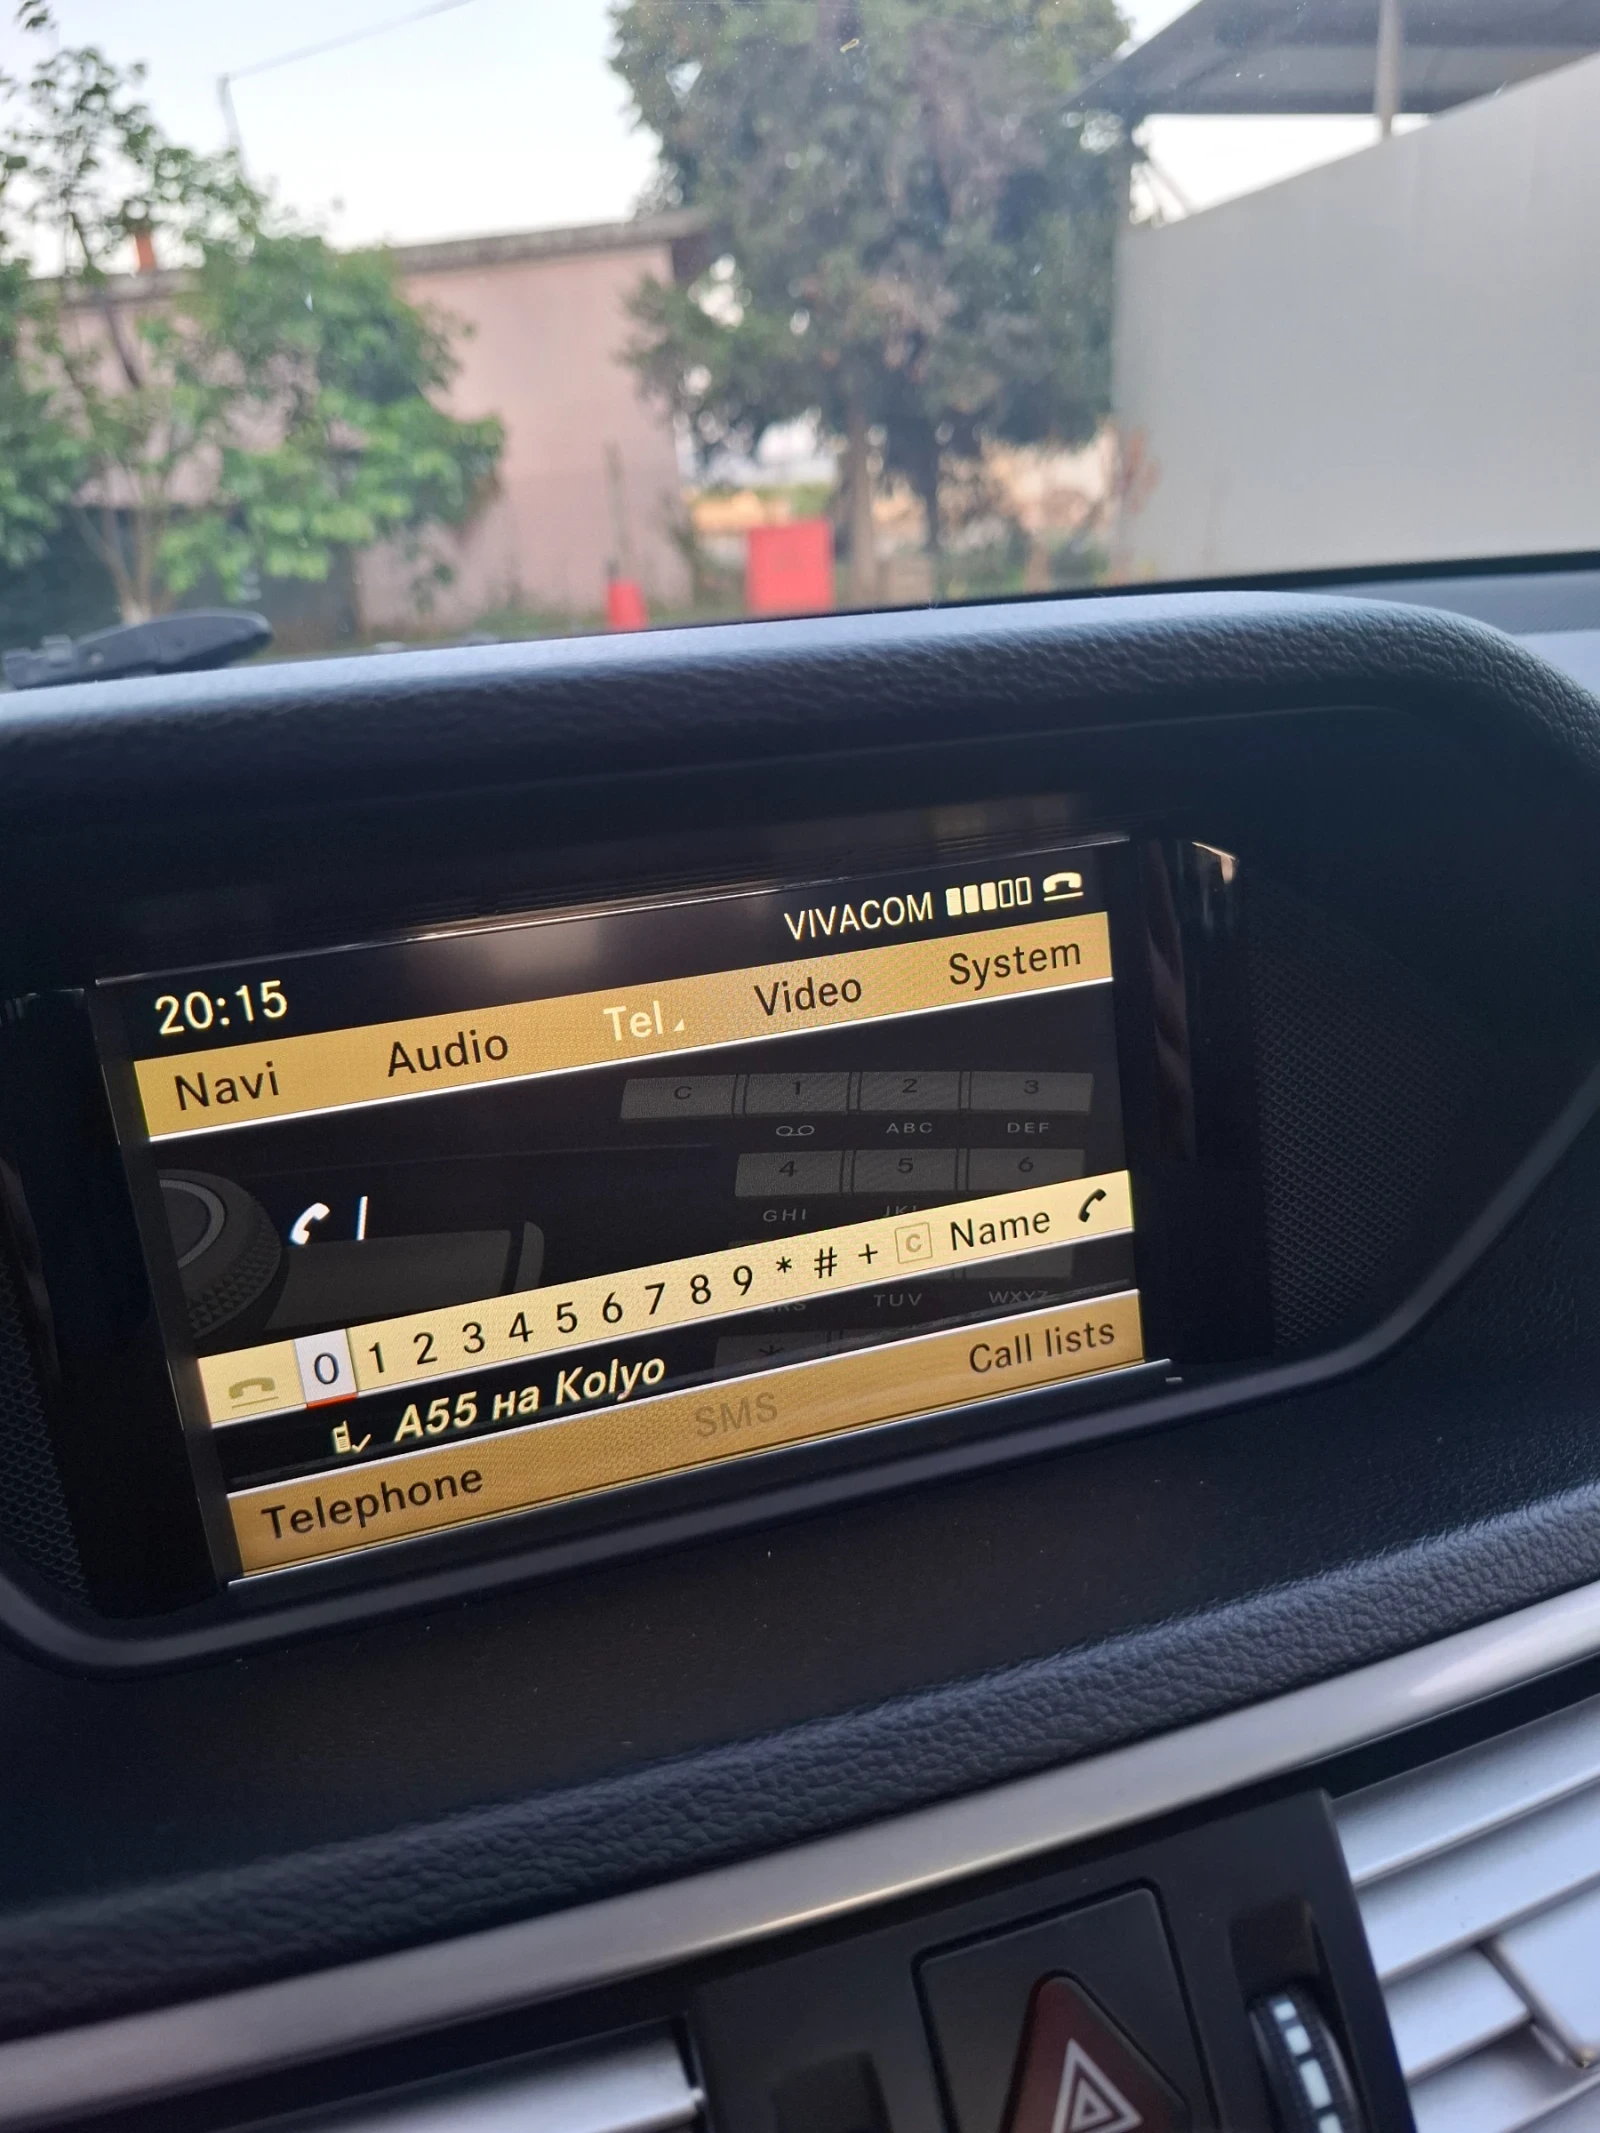 VIVACOM
20:15
Navi Audio Tel Video System
C 1 2 3
ABC DEF
4 5 6
GHI JKL
0 1 2 3 4 5 6 7 8 9 * # + C Name
TUV WXYZ
*
A55 на Kolyo
Telephone SMS Call lists